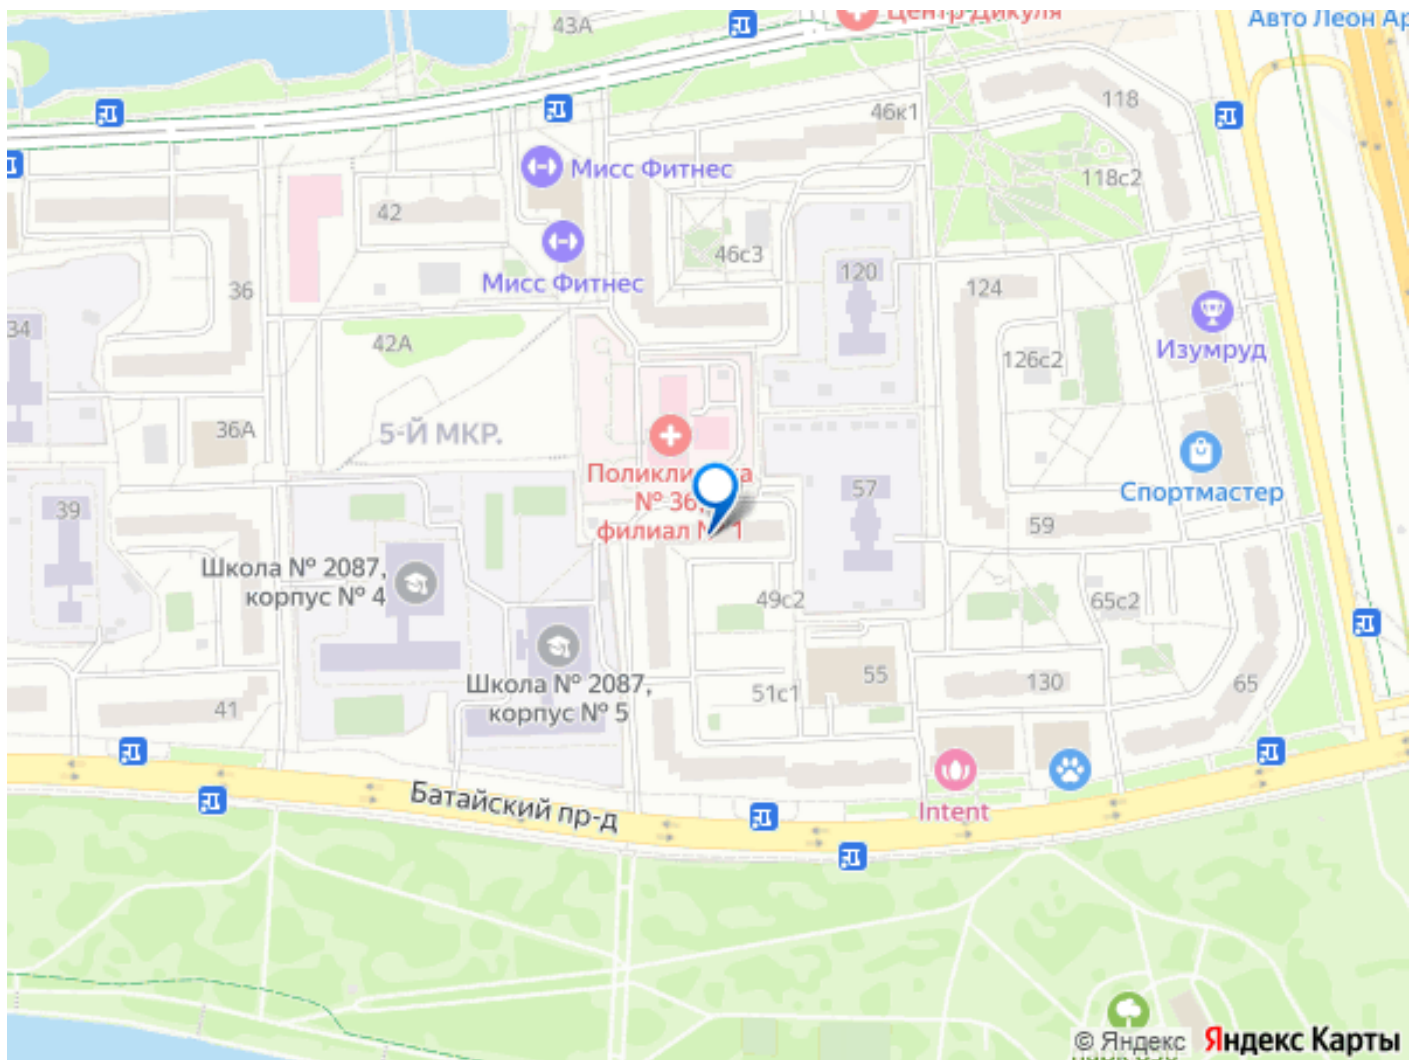 43А
Центр Дикуля
Авто Леон Ар
46к1
118
Мисс Фитнес
118с2
42
46с3
120
Мисс Фитнес
36
124
34
42А
Изумруд
126с2
36А
5-Й МКР.
Поликлиника
№ 36,
филиал № 1
57
Спортмастер
39
59
Школа № 2087,
корпус № 4
49с2
65с2
Школа № 2087,
корпус № 5
55
130
65
51с1
41
Батайский пр-д
Intent
© Яндекс
Яндекс Карты